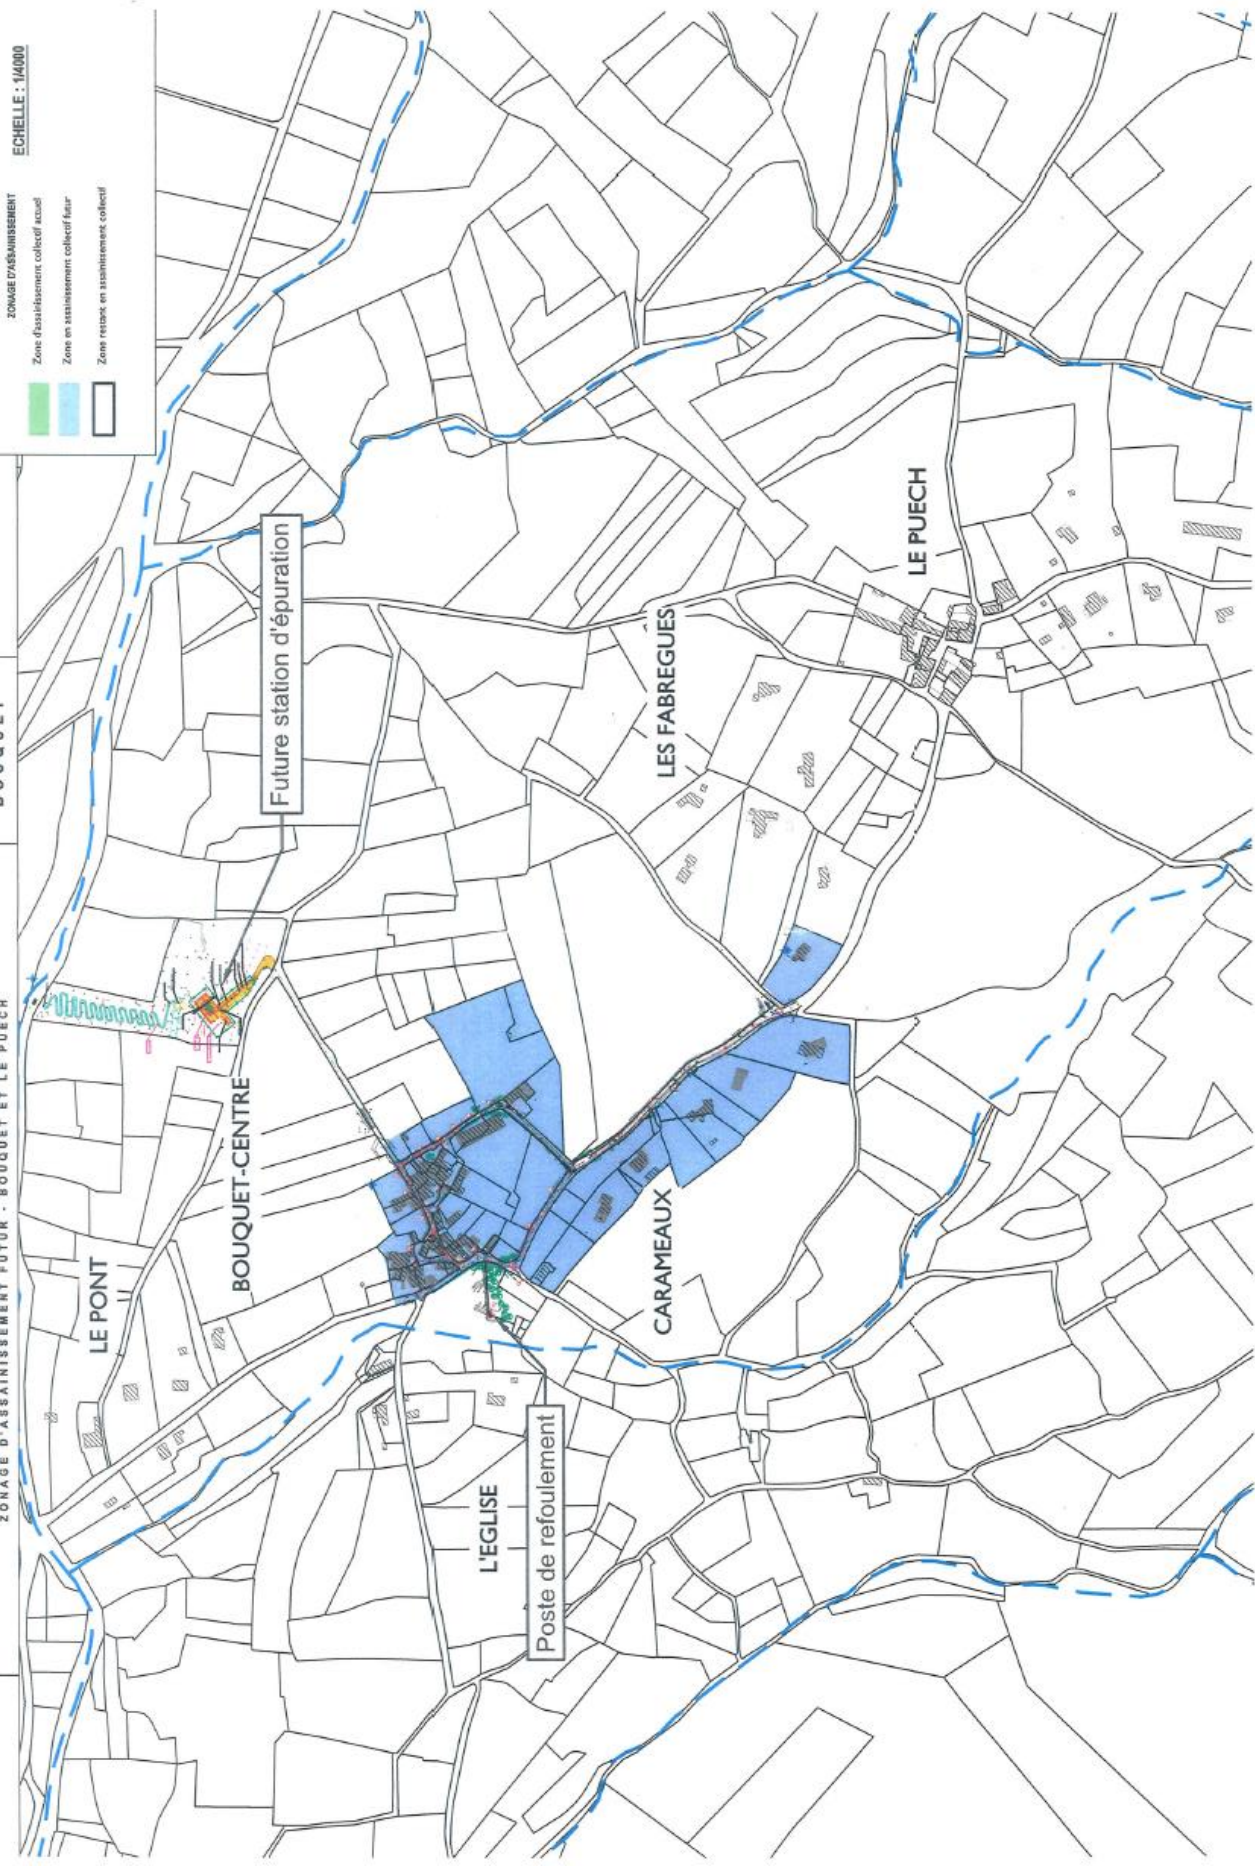 ZONAGE D'ASSAINISSEMENT FUTUR - BOUQUET ET LE PUECH
ZONAGE D'ASSAINISSEMENT
ECHELLE : 1/4000
Zone d'assainissement collectif actuel
Zone en assainissement collectif futur
Zone restant en assainissement collectif
Future station d'épuration
LE PONT
BOUQUET-CENTRE
L'EGLISE
Poste de refoulement
CARAMEAUX
LES FABREGUES
LE PUECH